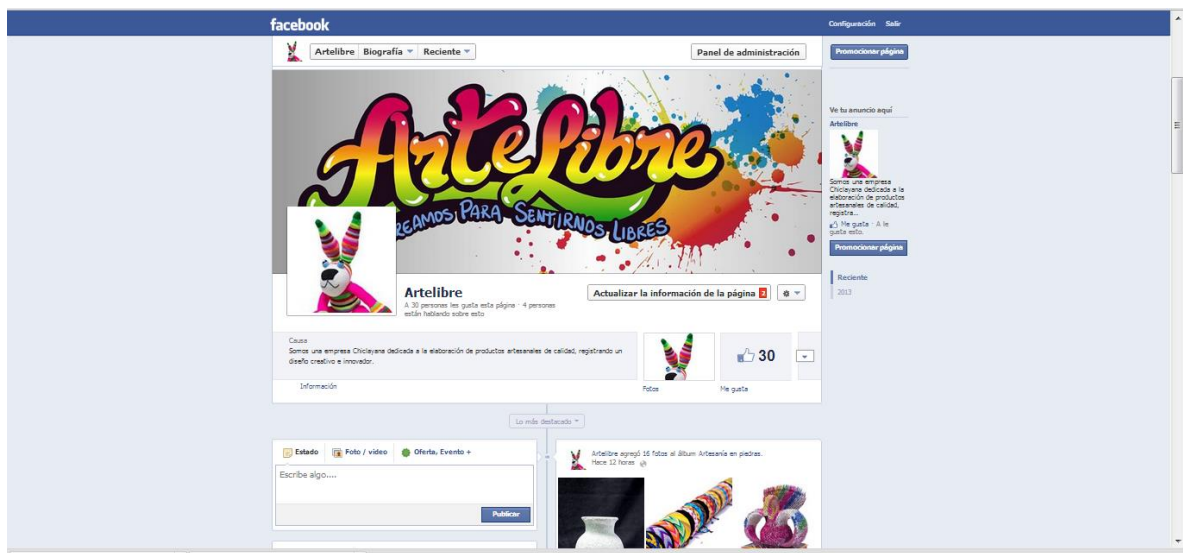 facebook
Configuración Salir
Artelibre Biografía Reciente
Panel de administración
Promocionar página
ArteLibre
CREAMOS PARA SENTIRNOS LIBRES
Ve tu anuncio aquí
Artelibre
Somos una empresa
Chiclayana dedicada a la
elaboración de productos
artesanales de calidad,
registra...
Me gusta · A le
gusta esto.
Promocionar página
Reciente
2013
Artelibre
A 30 personas les gusta esta página · 4 personas
están hablando sobre esto
Actualizar la información de la página 2
Causa
Somos una empresa Chiclayana dedicada a la elaboración de productos artesanales de calidad, registrando un
diseño creativo e innovador.
Información
Fotos
30
Me gusta
Lo más destacado
Estado Foto / video Oferta, Evento +
Escribe algo....
Publicar
Artelibre agregó 16 fotos al álbum Artesanía en piedras.
Hace 12 horas